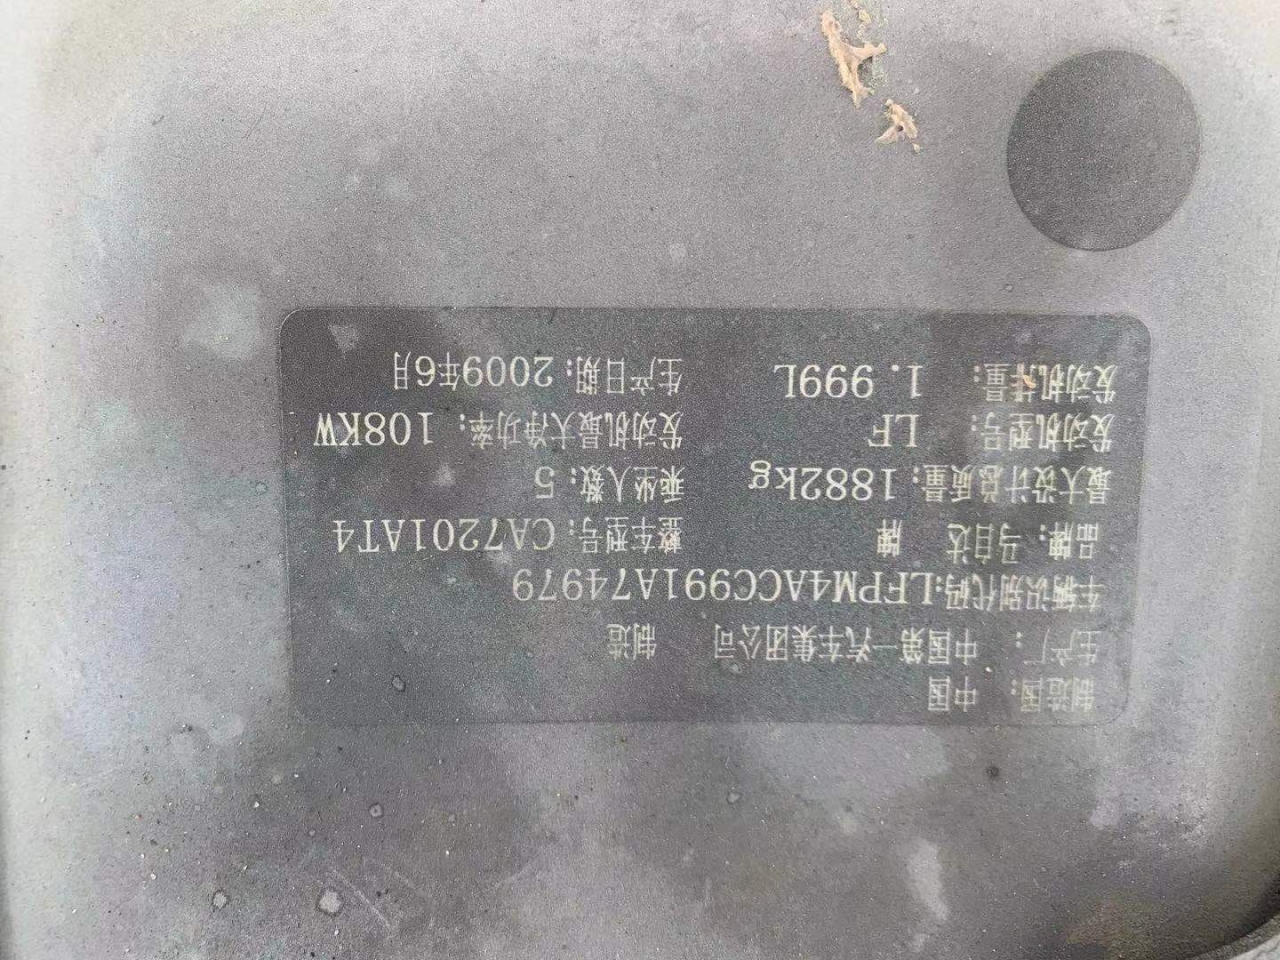 制造国: 中国
生产厂: 中国第一汽车集团公司 制造
车辆识别代码:LFPM4ACC991A74979
品牌: 马自达 牌 整车型号: CA7201AT4
最大设计总质量: 1882kg 乘坐人数: 5
发动机型号: LF 发动机最大净功率: 108KW
发动机排量: 1.999L 生产日期: 2009年6月